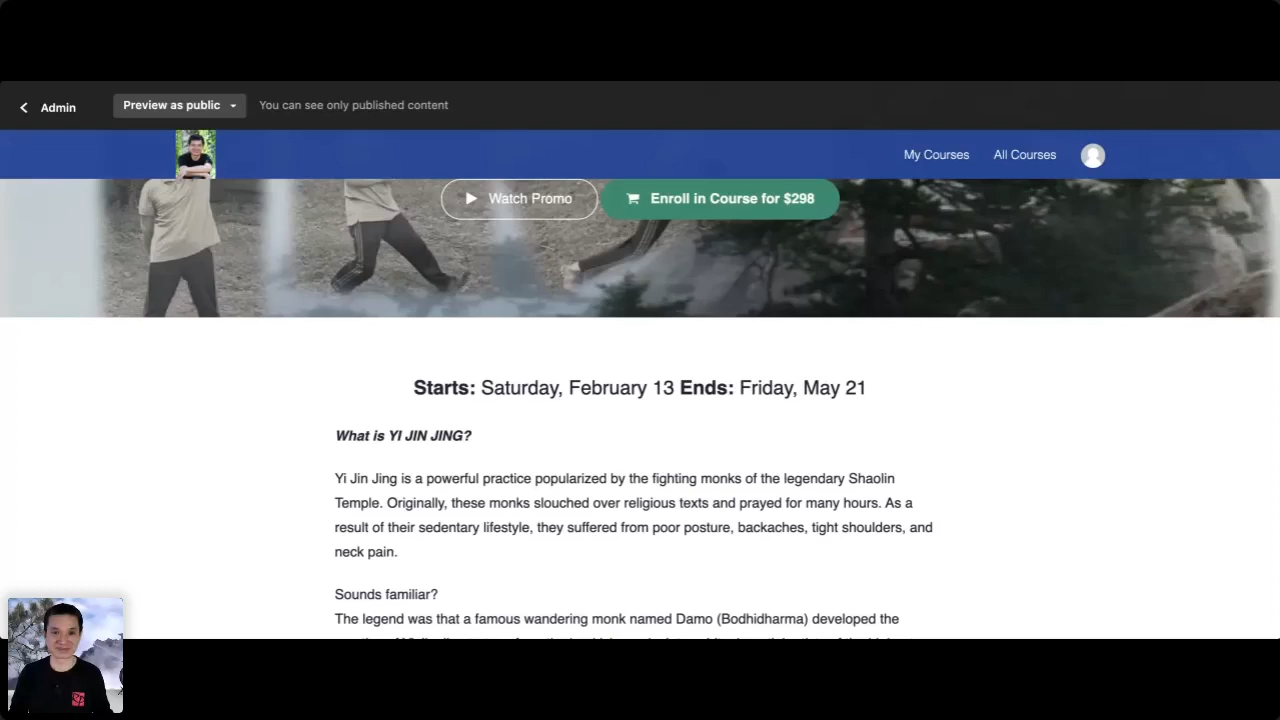 Admin
Preview as public
You can see only published content
My Courses
All Courses
Watch Promo
Enroll in Course for $298
Starts: Saturday, February 13 Ends: Friday, May 21
What is YI JIN JING?
Yi Jin Jing is a powerful practice popularized by the fighting monks of the legendary Shaolin
Temple. Originally, these monks slouched over religious texts and prayed for many hours. As a
result of their sedentary lifestyle, they suffered from poor posture, backaches, tight shoulders, and
neck pain.
Sounds familiar?
The legend was that a famous wandering monk named Damo (Bodhidharma) developed the